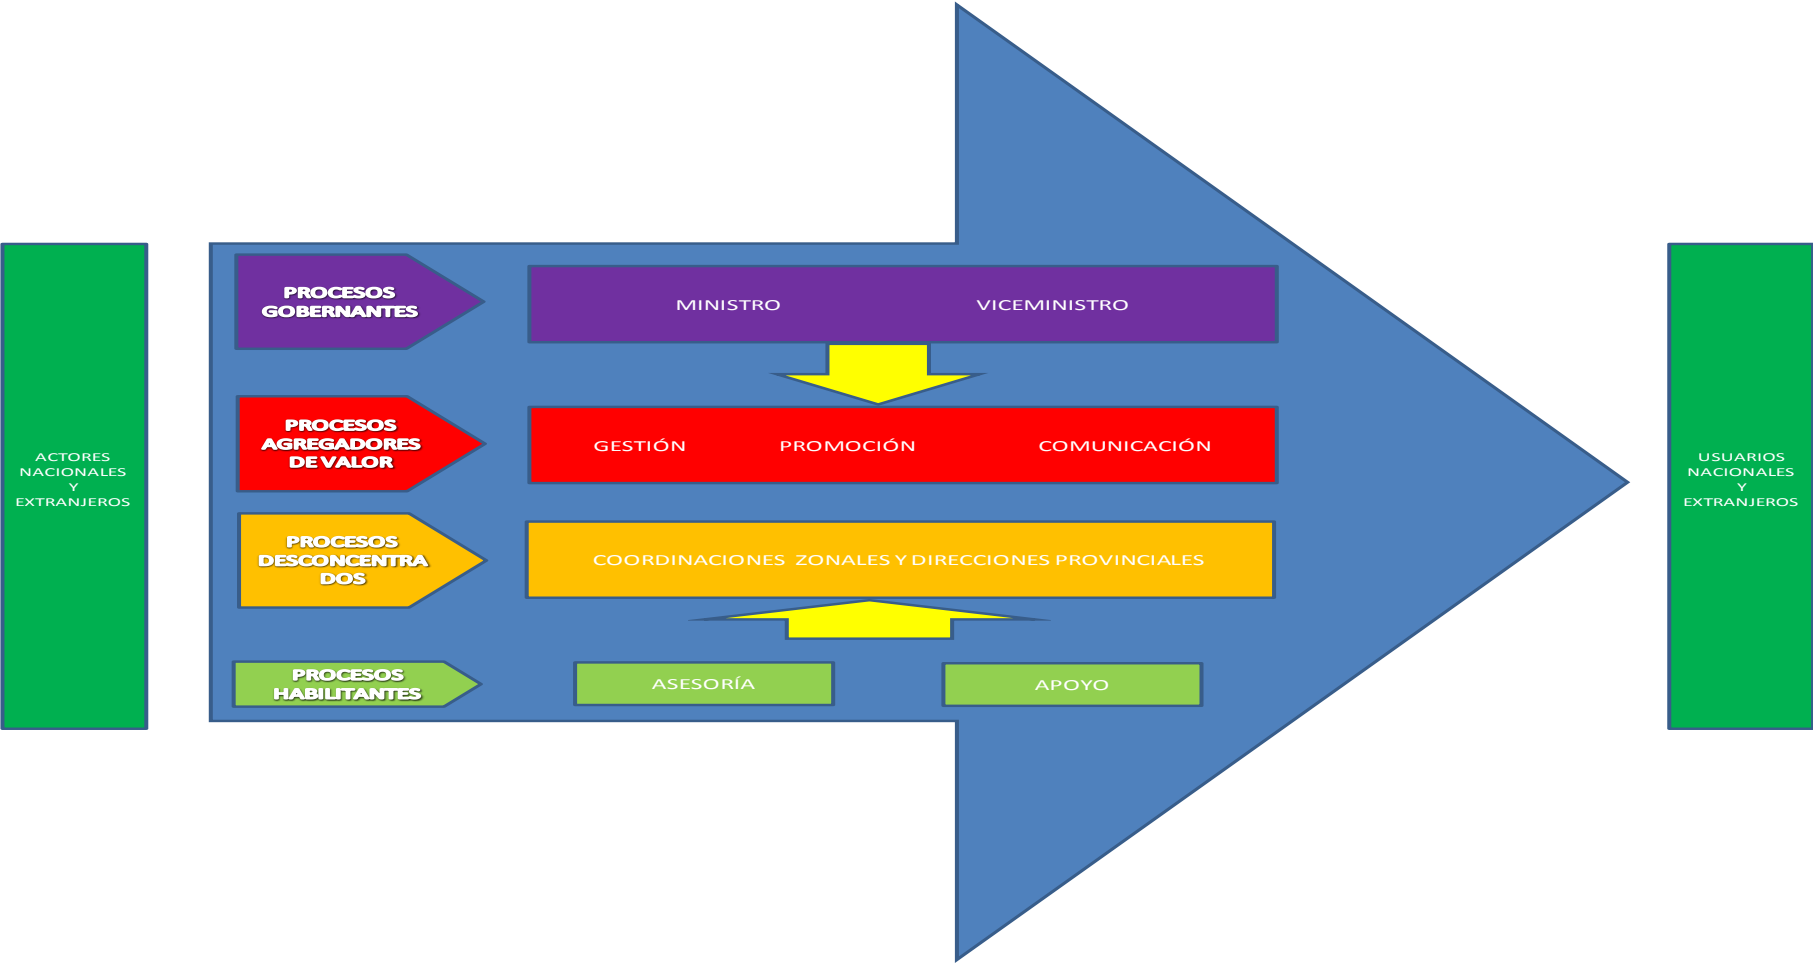 ACTORES
NACIONALES
Y
EXTRANJEROS
PROCESOS
GOBERNANTES
MINISTRO VICEMINISTRO
PROCESOS
AGREGADORES
DE VALOR
GESTIÓN PROMOCIÓN COMUNICACIÓN
PROCESOS
DESCONCENTRA
DOS
COORDINACIONES ZONALES Y DIRECCIONES PROVINCIALES
PROCESOS
HABILITANTES
ASESORÍA APOYO
USUARIOS
NACIONALES
Y
EXTRANJEROS